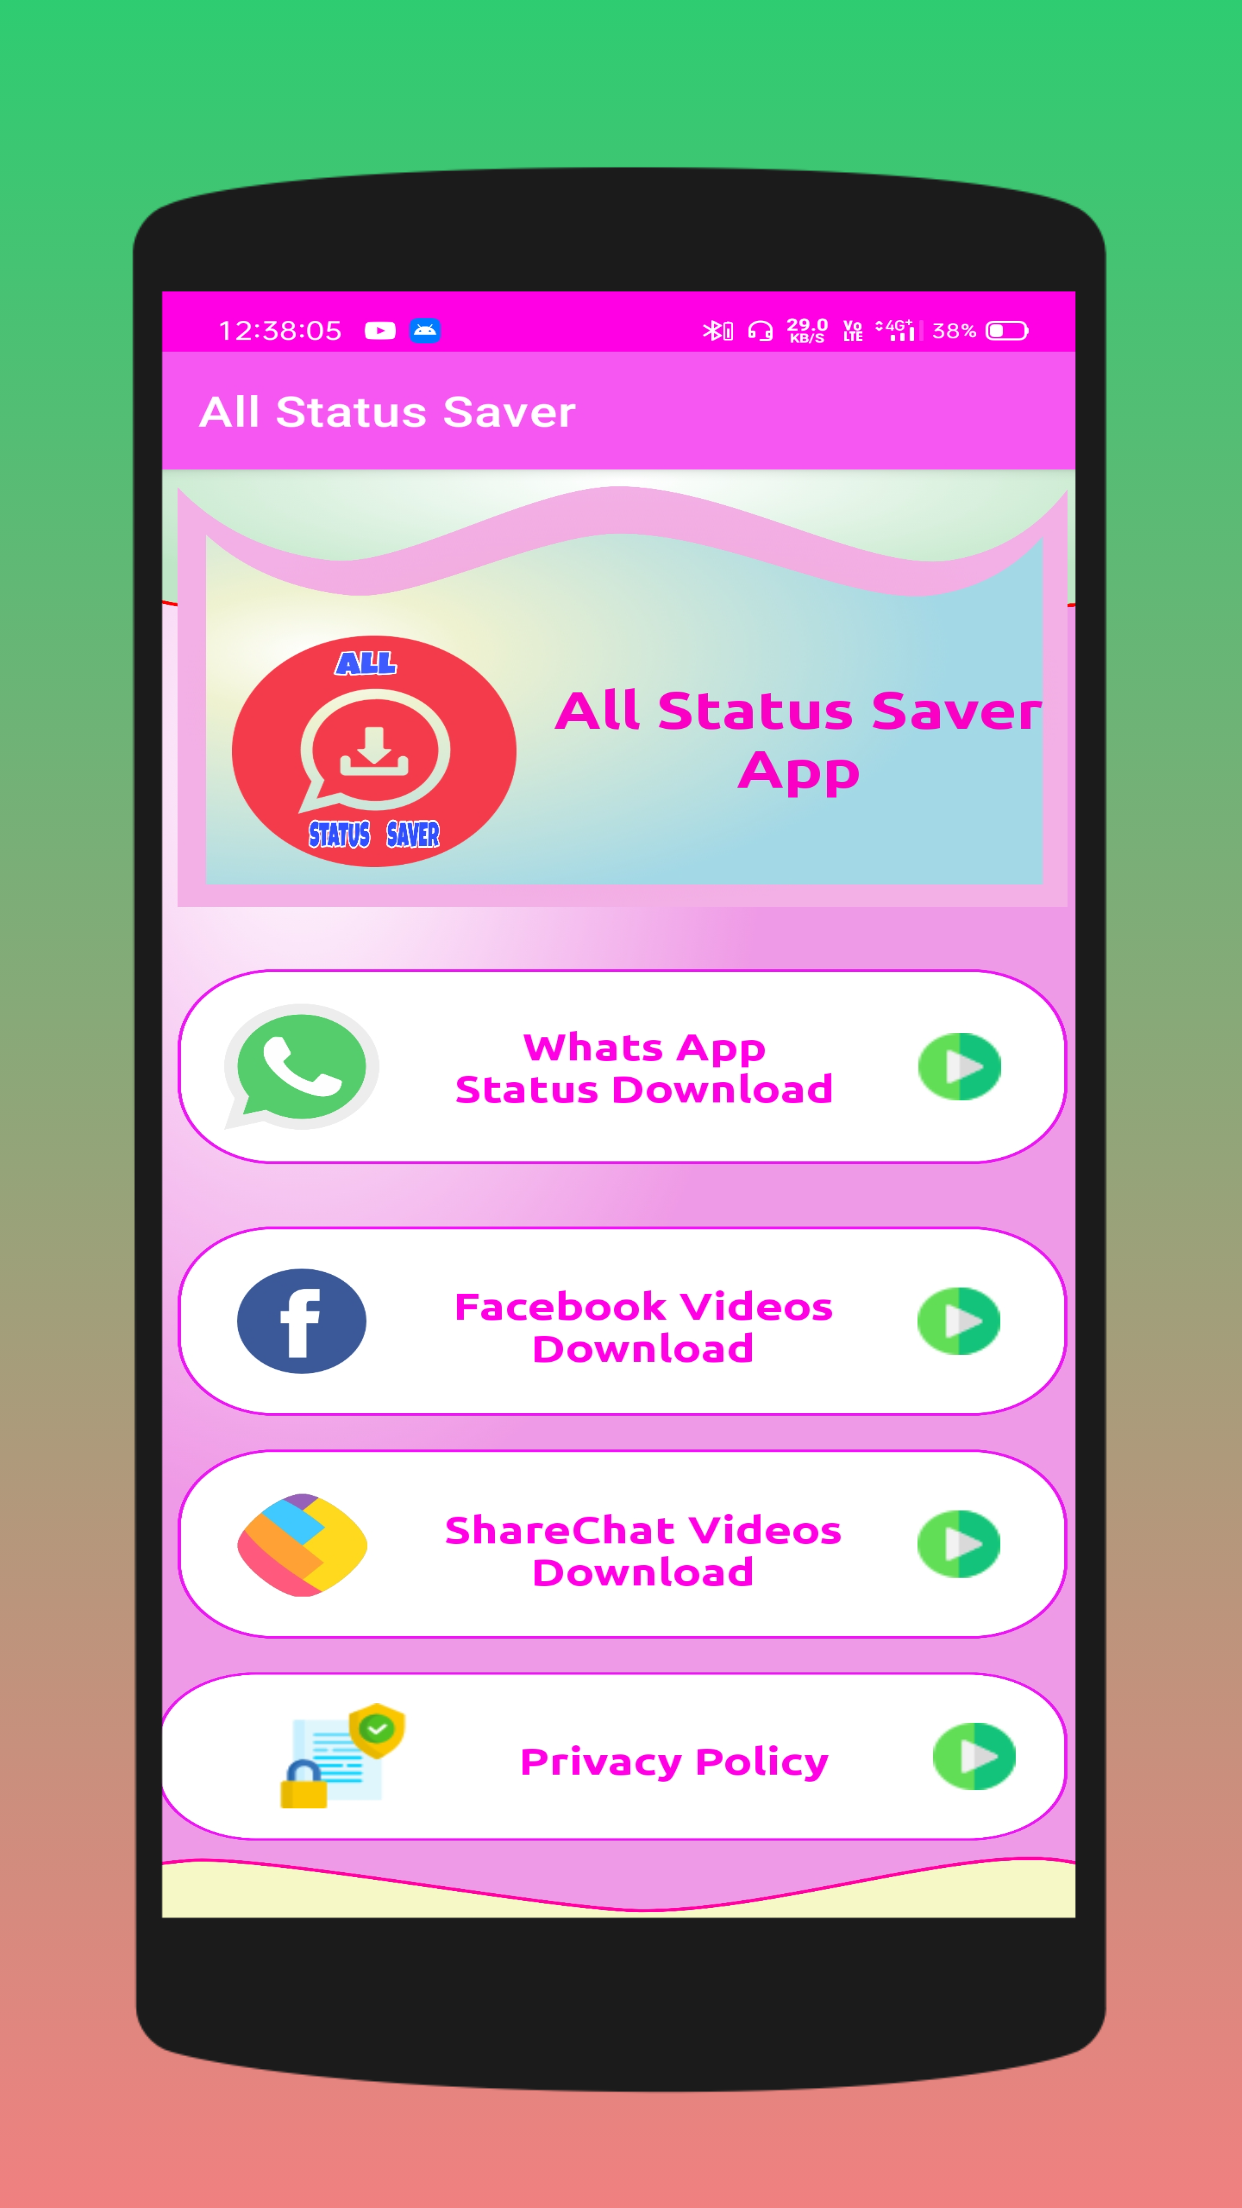 12:38:05 29.0 KB/S Vo LTE 4G+ 38%
All Status Saver
ALL
STATUS SAVER
All Status Saver
App
Whats App
Status Download
Facebook Videos
Download
ShareChat Videos
Download
Privacy Policy